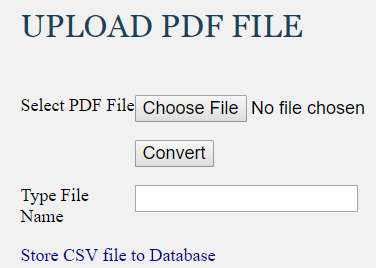 UPLOAD PDF FILE
Select PDF File Choose File No file chosen
Convert
Type File
Name
Store CSV file to Database